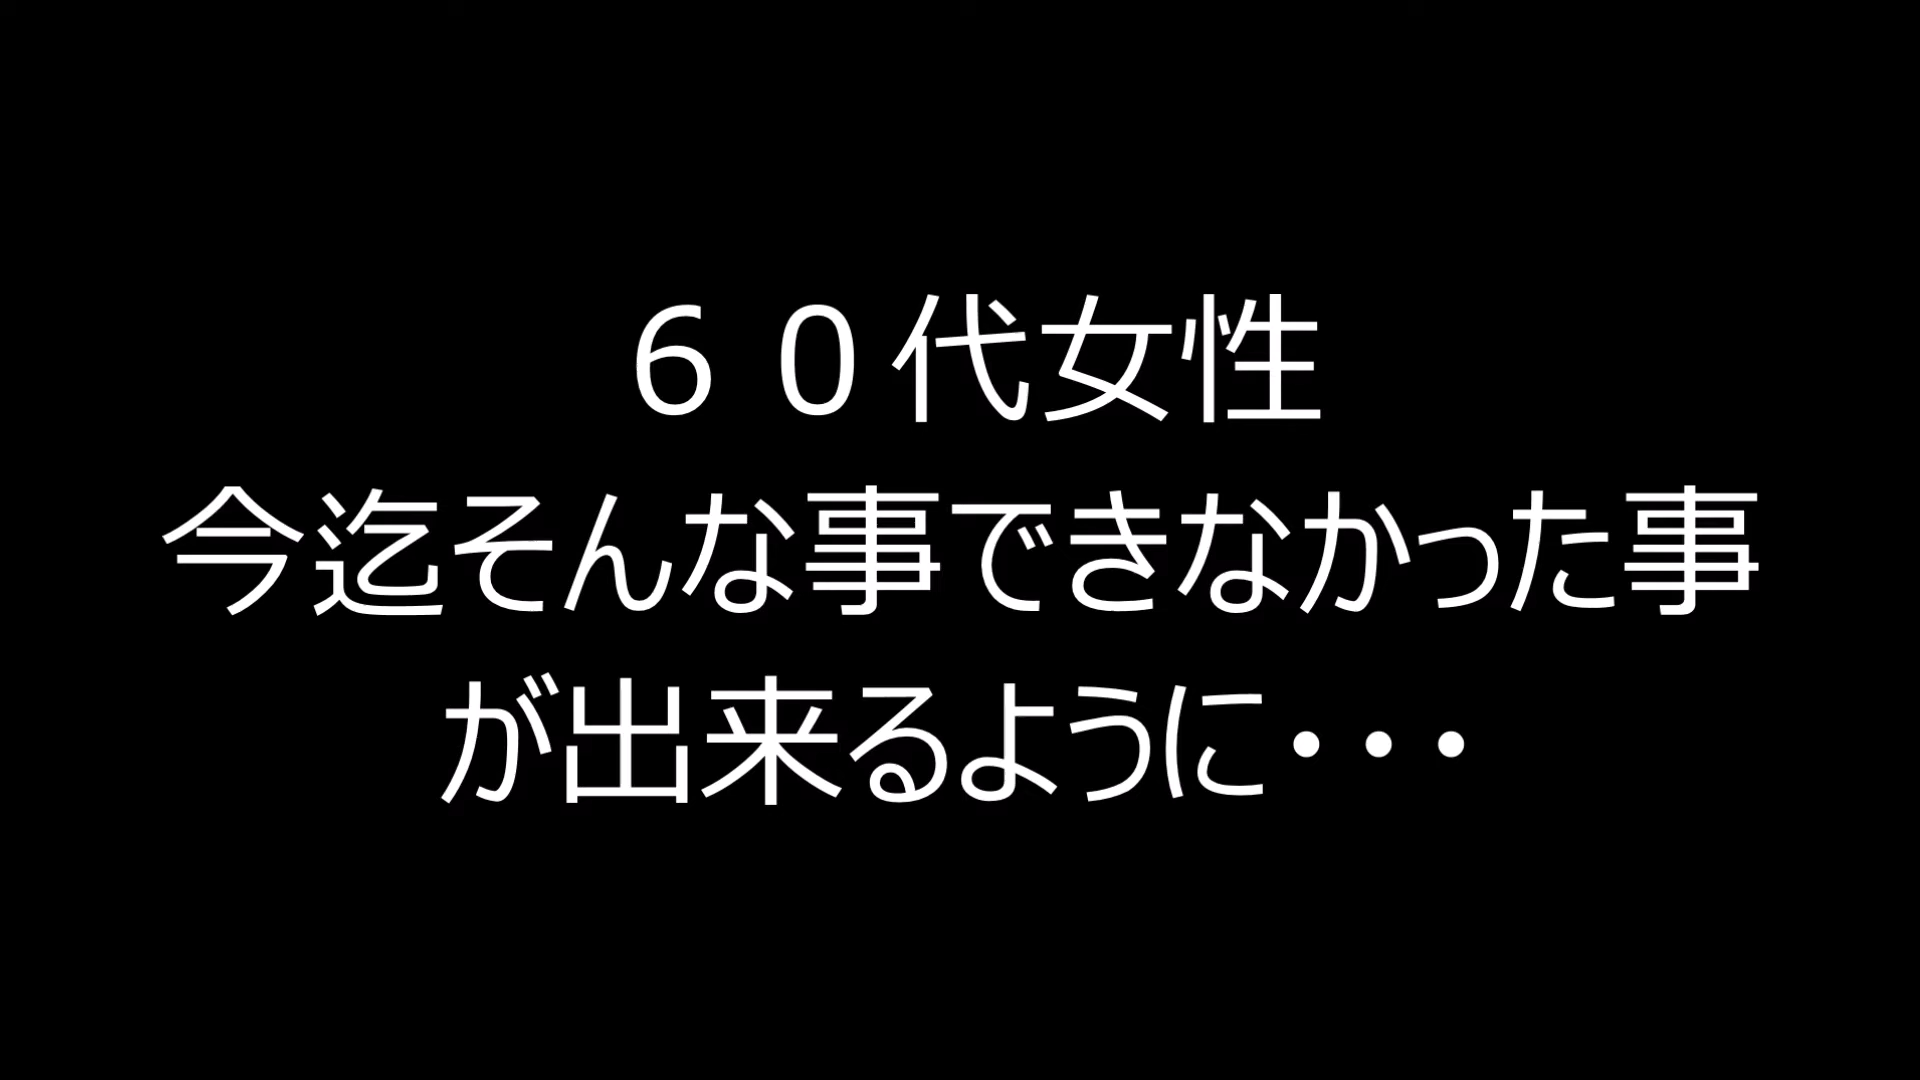 ６０代女性
今迄そんな事できなかった事
が出来るように・・・